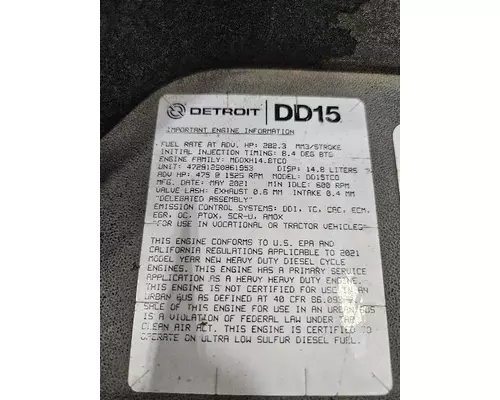 DETROIT DD15
IMPORTANT ENGINE INFORMATION
FUEL RATE AT ADV. HP: 282.3 MM3/STROKE
INITIAL INJECTION TIMING: 8.4 DEG BTC
ENGINE FAMILY: MDDXH14.8TCD
UNIT: 472912S0861953 DISP: 14.8 LITERS
ADV HP: 475 @ 1525 RPM MODEL: DD15TCD
MFG. DATE: MAY 2021 MIN IDLE: 600 RPM
VALVE LASH: EXHAUST 0.6 MM INTAKE 0.4 MM
"DELEGATED ASSEMBLY"
EMISSION CONTROL SYSTEMS: DDI, TC, CAC, ECM,
EGR, OC, PTOX, SCR-U, AMOX
"FOR USE IN VOCATIONAL OR TRACTOR VEHICLES"
THIS ENGINE CONFORMS TO U.S. EPA AND
CALIFORNIA REGULATIONS APPLICABLE TO 2021
MODEL YEAR NEW HEAVY DUTY DIESEL CYCLE
ENGINES. THIS ENGINE HAS A PRIMARY SERVICE
APPLICATION AS A HEAVY HEAVY DUTY ENGINE.
THIS ENGINE IS NOT CERTIFIED FOR USE IN AN
URBAN BUS AS DEFINED AT 40 CFR
SALE OF THIS ENGINE FOR USE IN AN URBAN BUS
IS A VIOLATION OF FEDERAL LAW UNDER THE
CLEAN AIR ACT. THIS ENGINE IS CERTIFIED TO
OPERATE ON ULTRA LOW SULFUR DIESEL FUEL.